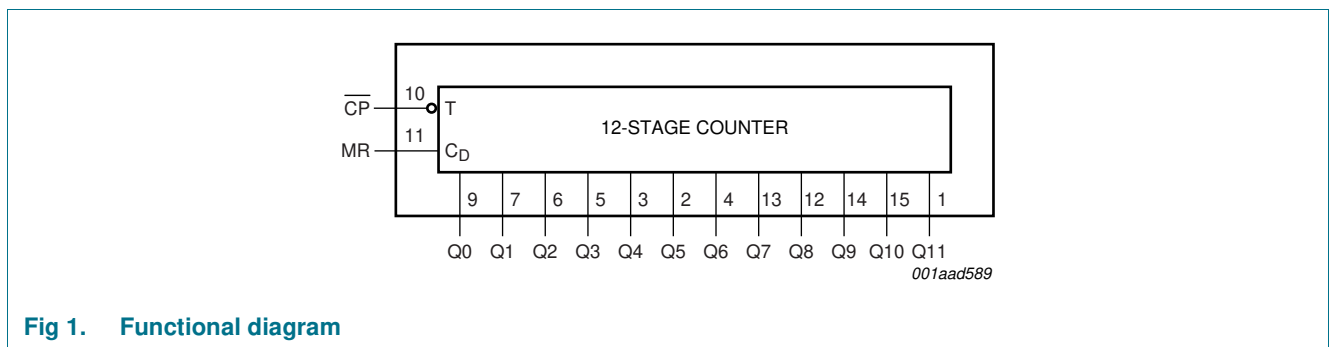 10
CP
T
12-STAGE COUNTER
11
MR
CD
9 7 6 5 3 2 4 13 12 14 15 1
Q0 Q1 Q2 Q3 Q4 Q5 Q6 Q7 Q8 Q9 Q10 Q11
001aad589
Fig 1. Functional diagram